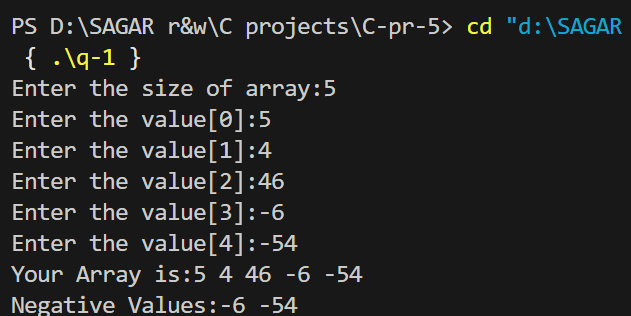 PS D:\SAGAR r&w\C projects\C-pr-5> cd "d:\SAGAR
{ .\q-1 }
Enter the size of array:5
Enter the value[0]:5
Enter the value[1]:4
Enter the value[2]:46
Enter the value[3]:-6
Enter the value[4]:-54
Your Array is:5 4 46 -6 -54
Negative Values:-6 -54